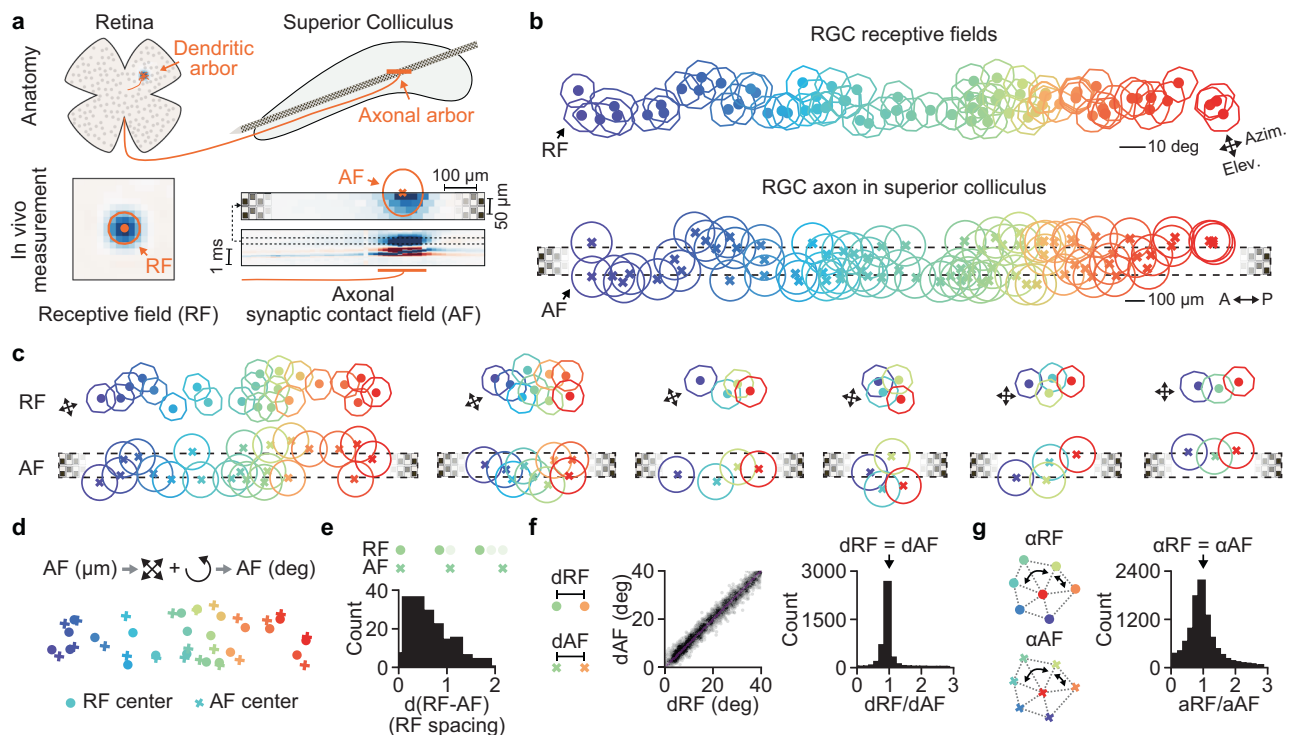 a
Retina
Superior Colliculus
Anatomy
Dendritic
arbor
Axonal arbor
In vivo
measurement
RF
AF
100 µm
50 µm
1 ms
Receptive field (RF)
Axonal
synaptic contact field (AF)
b
RGC receptive fields
RF
10 deg
Azim.
Elev.
RGC axon in superior colliculus
AF
100 µm
A P
c
RF
AF
d
AF (µm) + AF (deg)
RF center
AF center
e
RF
AF
Count
40
20
0
0 1 2
d(RF-AF)
(RF spacing)
f
dRF
dAF
dAF (deg)
40
20
0
0 20 40
dRF (deg)
dRF = dAF
Count
3000
0
0 1 2 3
dRF/dAF
g
αRF
αAF
αRF = αAF
Count
2400
1200
0
0 1 2 3
aRF/aAF